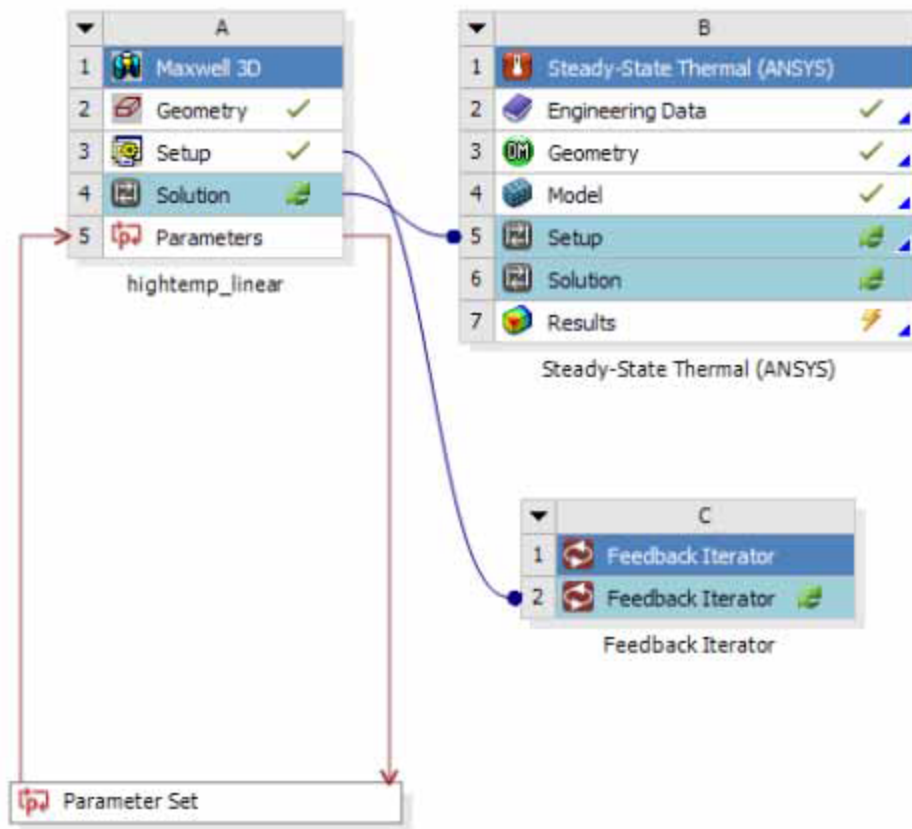 A
1 Maxwell 3D
2 Geometry
3 Setup
4 Solution
5 Parameters
hightemp_linear
B
1 Steady-State Thermal (ANSYS)
2 Engineering Data
3 DM Geometry
4 Model
5 Setup
6 Solution
7 Results
Steady-State Thermal (ANSYS)
C
1 Feedback Iterator
2 Feedback Iterator
Feedback Iterator
Parameter Set